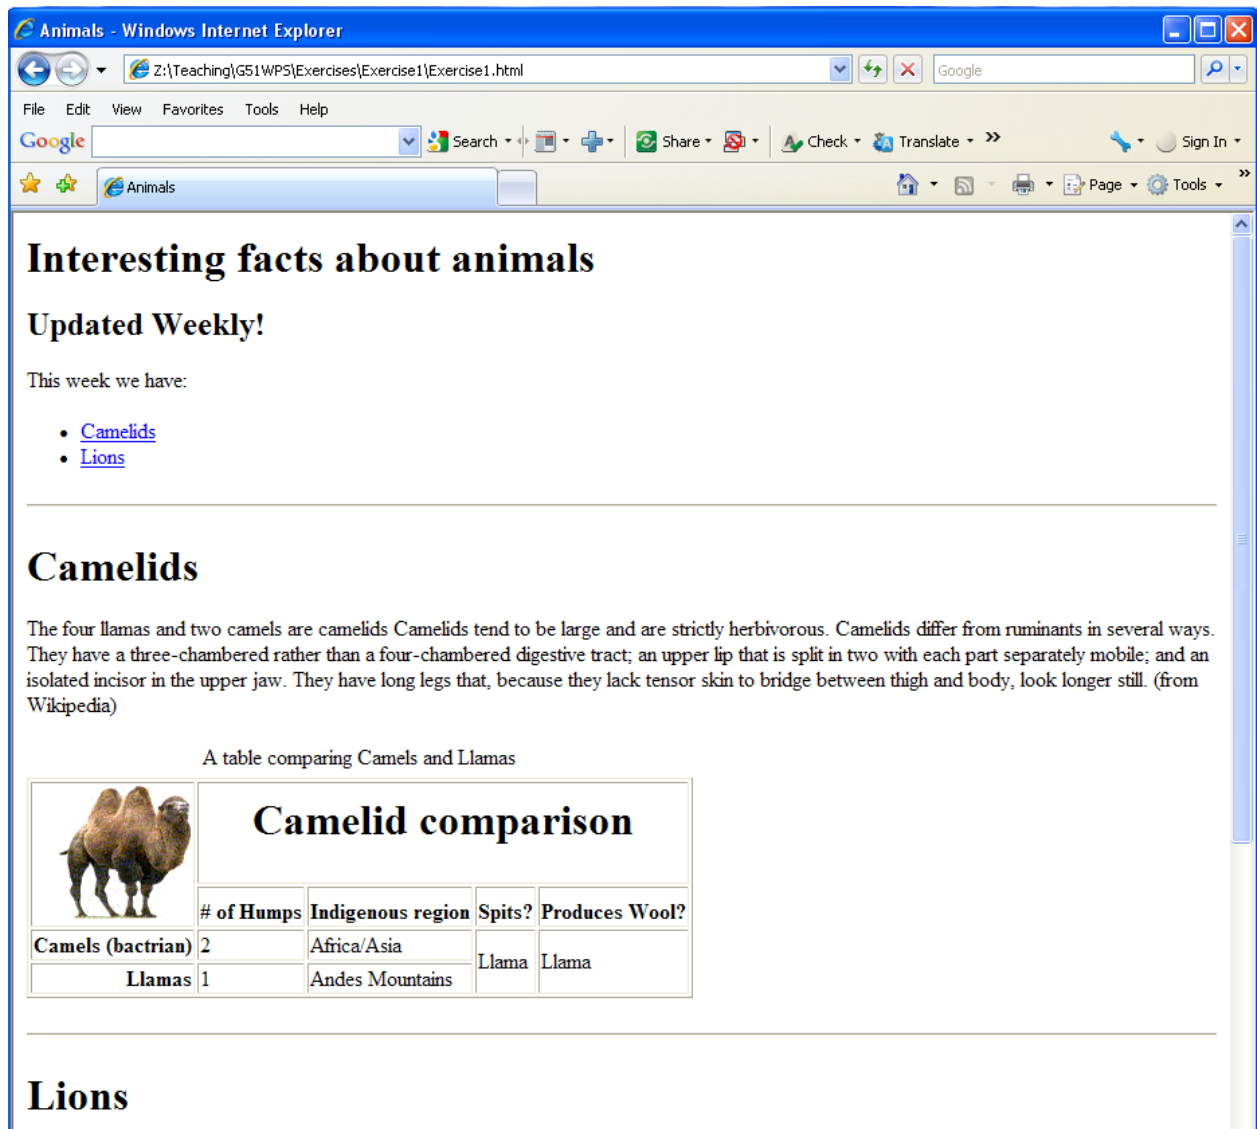 Animals - Windows Internet Explorer
Z:\Teaching\G51WPS\Exercises\Exercise1\Exercise1.html
Google
File Edit View Favorites Tools Help
Google Search Share Check Translate » Sign In
Animals Page Tools »
Interesting facts about animals
Updated Weekly!
This week we have:
• Camelids
• Lions
Camelids
The four llamas and two camels are camelids Camelids tend to be large and are strictly herbivorous. Camelids differ from ruminants in several ways.
They have a three-chambered rather than a four-chambered digestive tract; an upper lip that is split in two with each part separately mobile; and an
isolated incisor in the upper jaw. They have long legs that, because they lack tensor skin to bridge between thigh and body, look longer still. (from
Wikipedia)
A table comparing Camels and Llamas
Camelid comparison
# of Humps Indigenous region Spits? Produces Wool?
Camels (bactrian) 2 Africa/Asia Llama Llama
Llamas 1 Andes Mountains
Lions